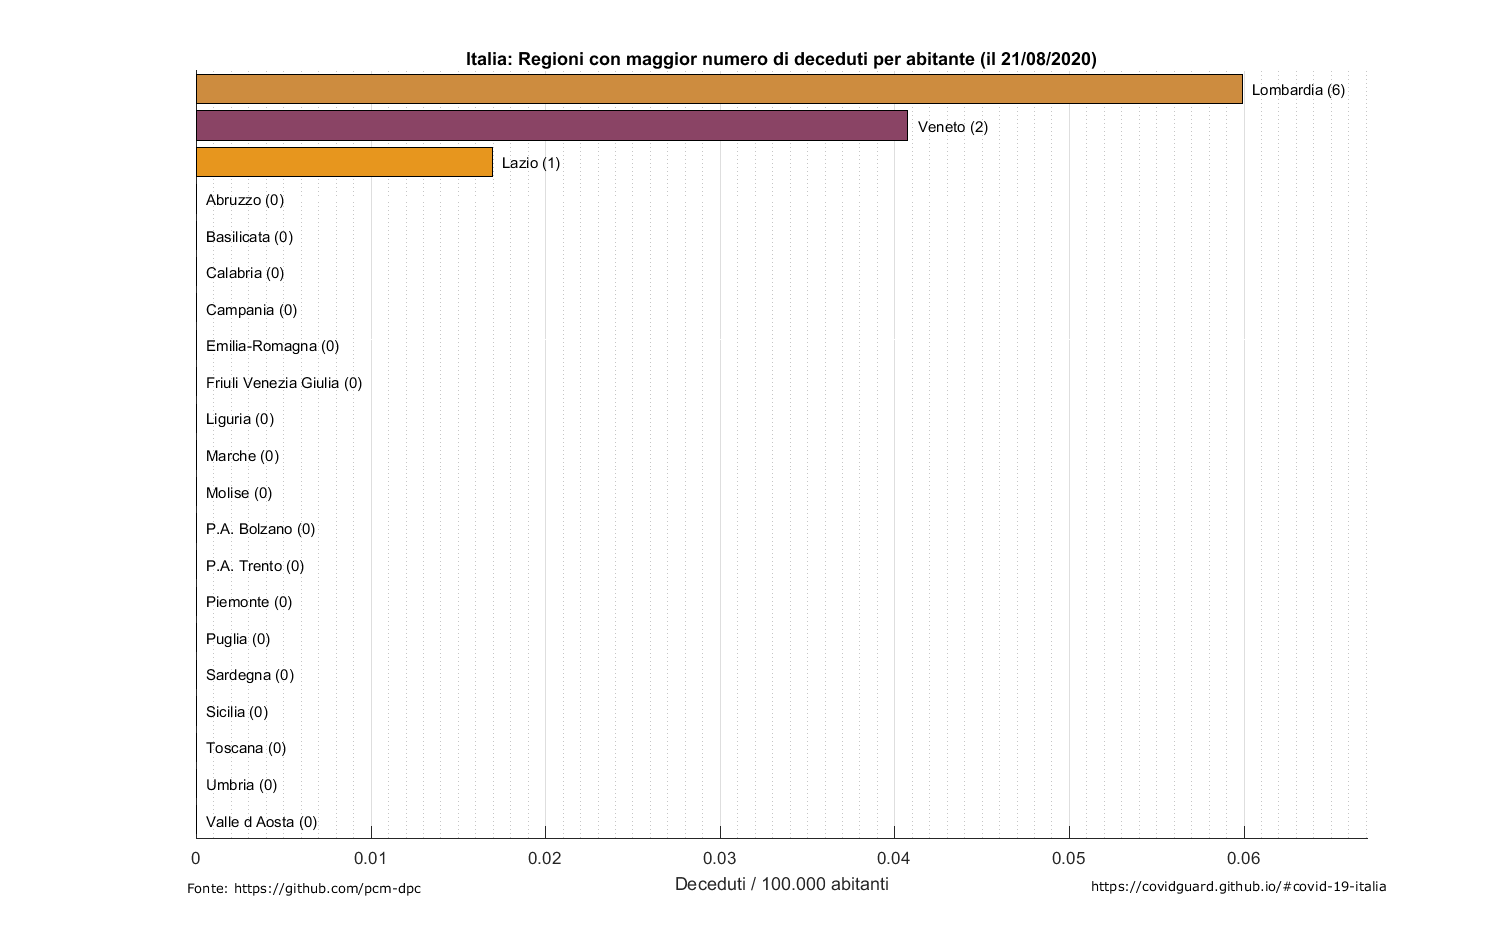 Italia: Regioni con maggior numero di deceduti per abitante (il 21/08/2020)
Lombardia (6)
Veneto (2)
Lazio (1)
Abruzzo (0)
Basilicata (0)
Calabria (0)
Campania (0)
Emilia-Romagna (0)
Friuli Venezia Giulia (0)
Liguria (0)
Marche (0)
Molise (0)
P.A. Bolzano (0)
P.A. Trento (0)
Piemonte (0)
Puglia (0)
Sardegna (0)
Sicilia (0)
Toscana (0)
Umbria (0)
Valle d Aosta (0)
0 0.01 0.02 0.03 0.04 0.05 0.06
Deceduti / 100.000 abitanti
Fonte: https://github.com/pcm-dpc
https://covidguard.github.io/#covid-19-italia